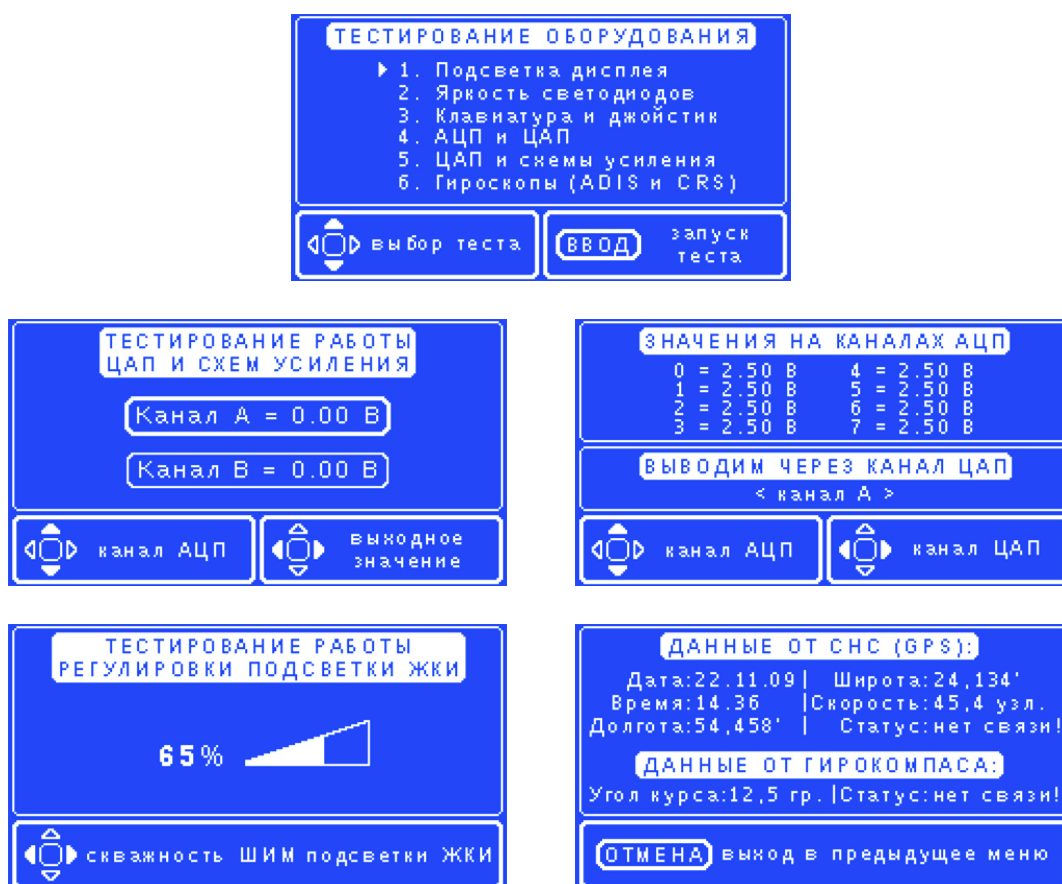 ТЕСТИРОВАНИЕ ОБОРУДОВАНИЯ
1. Подсветка дисплея
2. Яркость светодиодов
3. Клавиатура и джойстик
4. АЦП и ЦАП
5. ЦАП и схемы усиления
6. Гироскопы (ADIS и CRS)
выбор теста
ВВОД
запуск
теста
ТЕСТИРОВАНИЕ РАБОТЫ
ЦАП И СХЕМ УСИЛЕНИЯ
Канал A = 0.00 В
Канал B = 0.00 В
канал АЦП
выходное
значение
ЗНАЧЕНИЯ НА КАНАЛАХ АЦП
0 = 2.50 В 4 = 2.50 В
1 = 2.50 В 5 = 2.50 В
2 = 2.50 В 6 = 2.50 В
3 = 2.50 В 7 = 2.50 В
ВЫВОДИМ ЧЕРЕЗ КАНАЛ ЦАП
< канал А >
канал АЦП
канал ЦАП
ТЕСТИРОВАНИЕ РАБОТЫ
РЕГУЛИРОВКИ ПОДСВЕТКИ ЖКИ
65%
скважность ШИМ подсветки ЖКИ
ДАННЫЕ ОТ СНС (GPS):
Дата:22.11.09| Широта:24,134'
Время:14.36 |Скорость:45,4 узл.
Долгота:54,458' | Статус:нет связи!
ДАННЫЕ ОТ ГИРОКОМПАСА:
Угол курса:12,5 гр.|Статус:нет связи!
ОТМЕНА выход в предыдущее меню